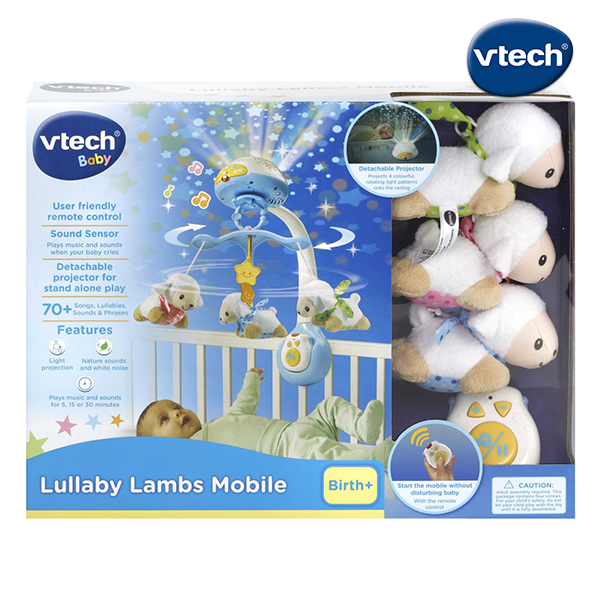 vtech®
Lullaby Lambs Mobile
vtech®
Baby
User friendly
remote control
Sound Sensor
Plays music and sounds
when your baby cries
Detachable
projector for
stand alone play
70+ Songs, Lullabies,
Sounds & Phrases
Features
Light
projection
Nature sounds
and white noise
Plays music and sounds
for 5, 15 or 30 minutes
Detachable Projector
Projects 4 colourful,
rotating light patterns
onto the ceiling
vtech
Lullaby Lambs Mobile
Birth+
Start the mobile without
disturbing baby
With the remote
control
CAUTION:
Adult assembly required. This
package contains four screws.
For your child's safety, do not
let your child play with the toy
until it is fully assembled.